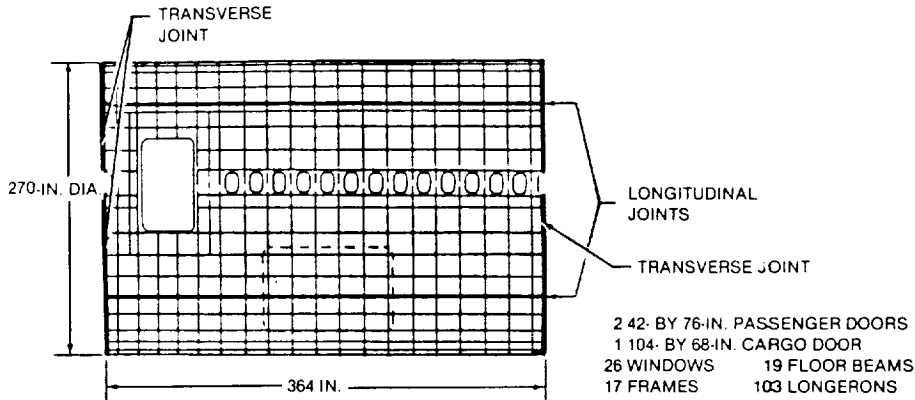 TRANSVERSE
JOINT
270-IN. DIA.
LONGITUDINAL
JOINTS
TRANSVERSE JOINT
2 42- BY 76-IN. PASSENGER DOORS
1 104- BY 68-IN. CARGO DOOR
26 WINDOWS 19 FLOOR BEAMS
17 FRAMES 103 LONGERONS
364 IN.